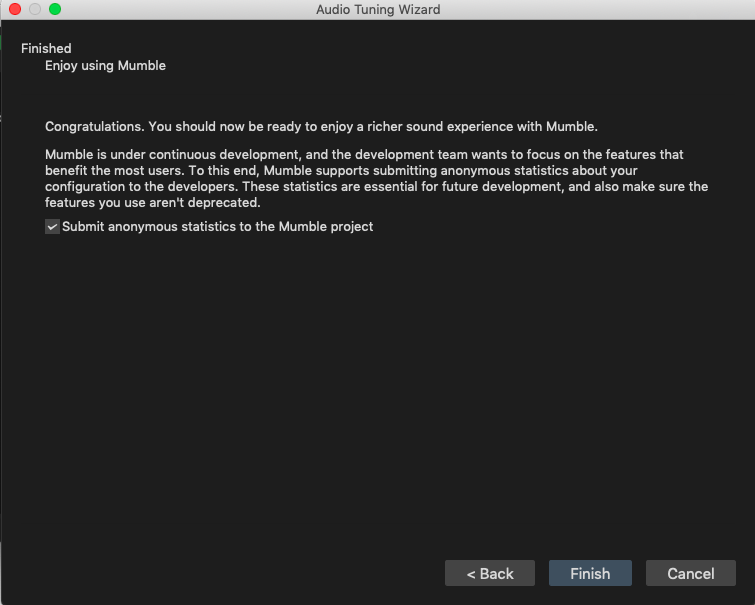 Audio Tuning Wizard
Finished
Enjoy using Mumble
Congratulations. You should now be ready to enjoy a richer sound experience with Mumble.
Mumble is under continuous development, and the development team wants to focus on the features that
benefit the most users. To this end, Mumble supports submitting anonymous statistics about your
configuration to the developers. These statistics are essential for future development, and also make sure the
features you use aren't deprecated.
Submit anonymous statistics to the Mumble project
< Back Finish Cancel